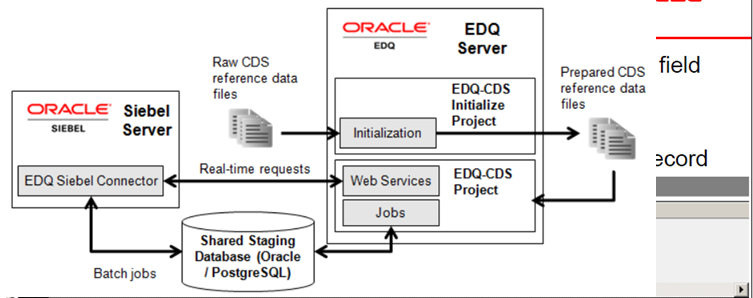 ORACLE
EDQ
EDQ
Server
Raw CDS
reference data
files
EDQ-CDS
Initialize
Project
Initialization
Prepared CDS
reference data
files
ORACLE
SIEBEL
Siebel
Server
EDQ Siebel Connector
Real-time requests
Web Services
Jobs
EDQ-CDS
Project
Shared Staging
Database (Oracle
/ PostgreSQL)
Batch jobs
field
ecord